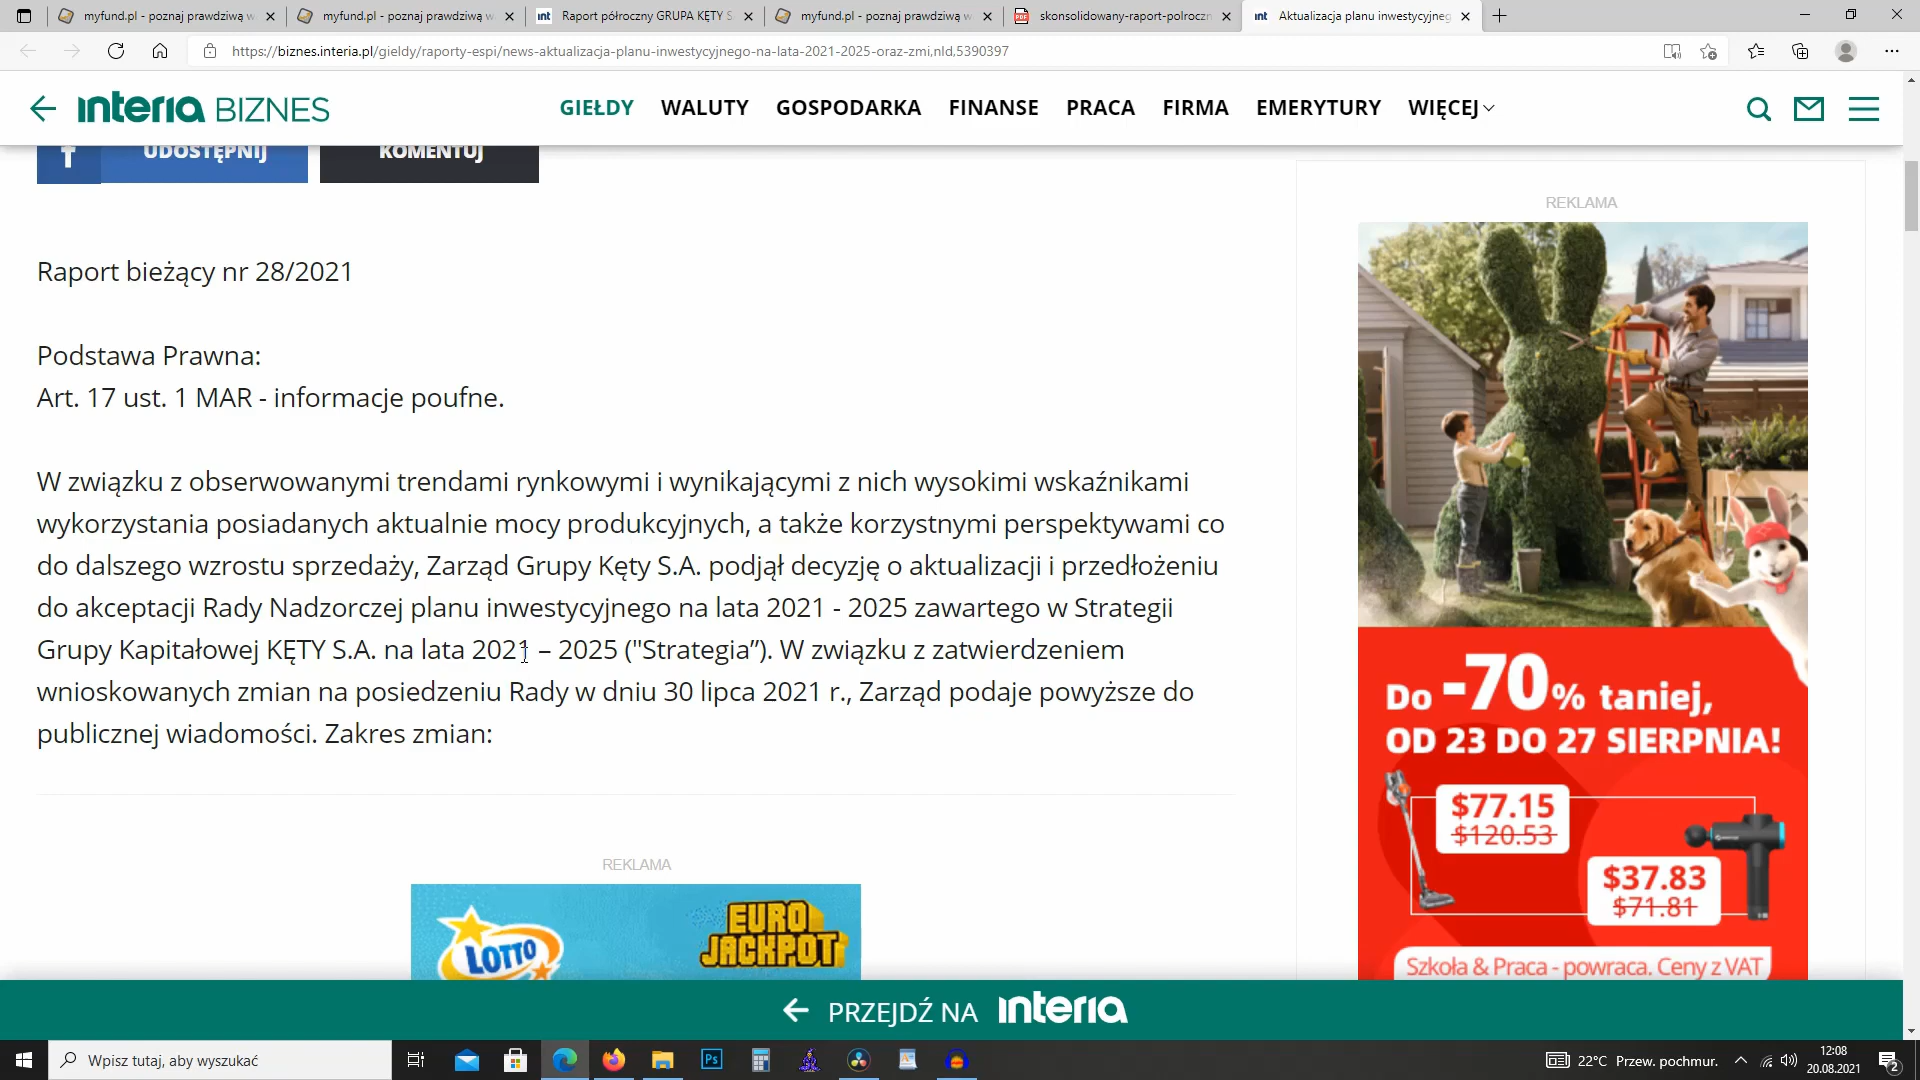 myfund.pl - poznaj prawdziwą w
myfund.pl - poznaj prawdziwą w
Raport półroczny GRUPA KĘTY S
myfund.pl - poznaj prawdziwą w
skonsolidowany-raport-polroczn
Aktualizacja planu inwestycyjneg
https://biznes.interia.pl/gieldy/raporty-espi/news-aktualizacja-planu-inwestycyjnego-na-lata-2021-2025-oraz-zmi,nld,5390397
interia BIZNES
GIEŁDY WALUTY GOSPODARKA FINANSE PRACA FIRMA EMERYTURY WIĘCEJ
f UDOSTĘPNIJ KOMENTUJ
Raport bieżący nr 28/2021
Podstawa Prawna:
Art. 17 ust. 1 MAR - informacje poufne.
W związku z obserwowanymi trendami rynkowymi i wynikającymi z nich wysokimi wskaźnikami
wykorzystania posiadanych aktualnie mocy produkcyjnych, a także korzystnymi perspektywami co
do dalszego wzrostu sprzedaży, Zarząd Grupy Kęty S.A. podjął decyzję o aktualizacji i przedłożeniu
do akceptacji Rady Nadzorczej planu inwestycyjnego na lata 2021 - 2025 zawartego w Strategii
Grupy Kapitałowej KĘTY S.A. na lata 2021 – 2025 ("Strategia”). W związku z zatwierdzeniem
wnioskowanych zmian na posiedzeniu Rady w dniu 30 lipca 2021 r., Zarząd podaje powyższe do
publicznej wiadomości. Zakres zmian:
REKLAMA
LOTTO
EURO
JACKPOT
REKLAMA
Do -70% taniej,
OD 23 DO 27 SIERPNIA!
$77.15
$120.53
$37.83
$71.81
Szkoła & Praca - powraca. Ceny z VAT
PRZEJDŹ NA interia
Wpisz tutaj, aby wyszukać
Ps
22°C Przew. pochmur.
12:08
20.08.2021
2